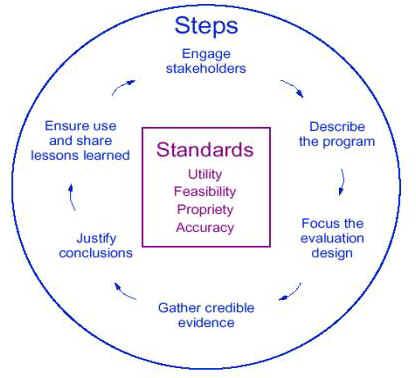 Steps
Engage
stakeholders
Describe
the program
Focus the
evaluation
design
Gather credible
evidence
Justify
conclusions
Ensure use
and share
lessons learned
Standards
Utility
Feasibility
Propriety
Accuracy